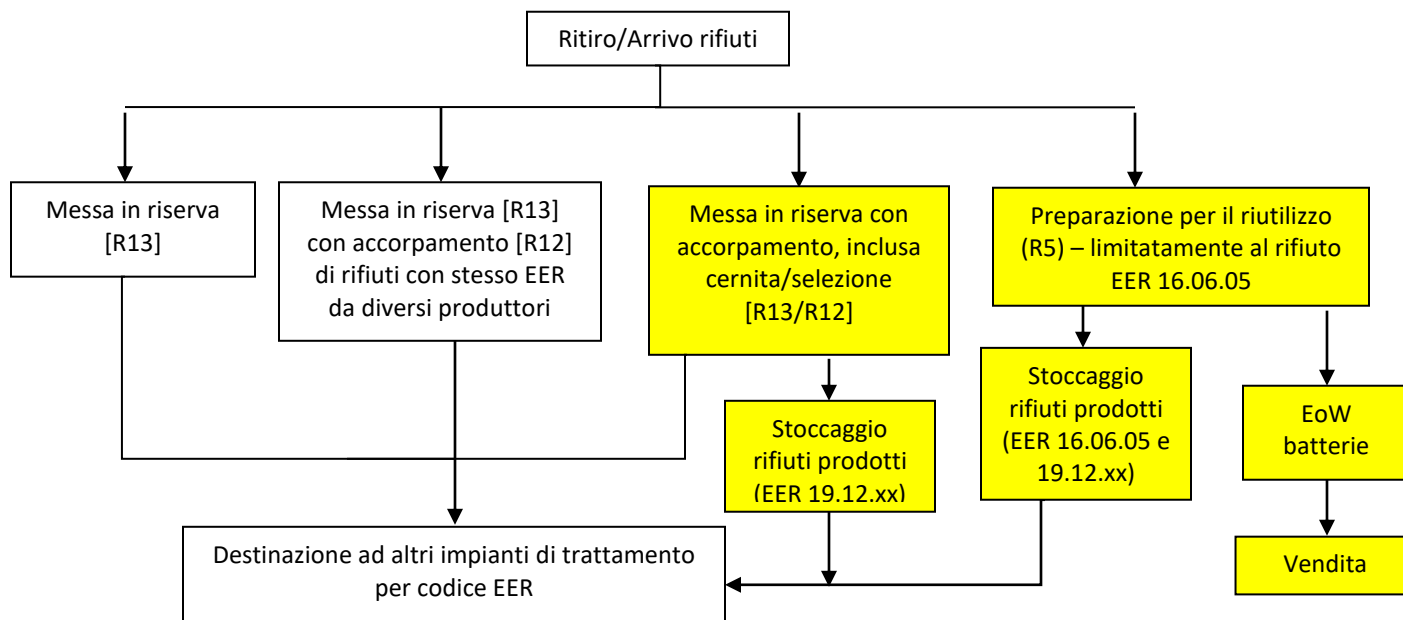 Ritiro/Arrivo rifiuti
Messa in riserva
[R13]
Messa in riserva [R13]
con accorpamento [R12]
di rifiuti con stesso EER
da diversi produttori
Messa in riserva con
accorpamento, inclusa
cernita/selezione
[R13/R12]
Preparazione per il riutilizzo
(R5) – limitatamente al rifiuto
EER 16.06.05
Stoccaggio
rifiuti prodotti
(EER 19.12.xx)
Stoccaggio
rifiuti prodotti
(EER 16.06.05 e
19.12.xx)
EoW
batterie
Destinazione ad altri impianti di trattamento
per codice EER
Vendita